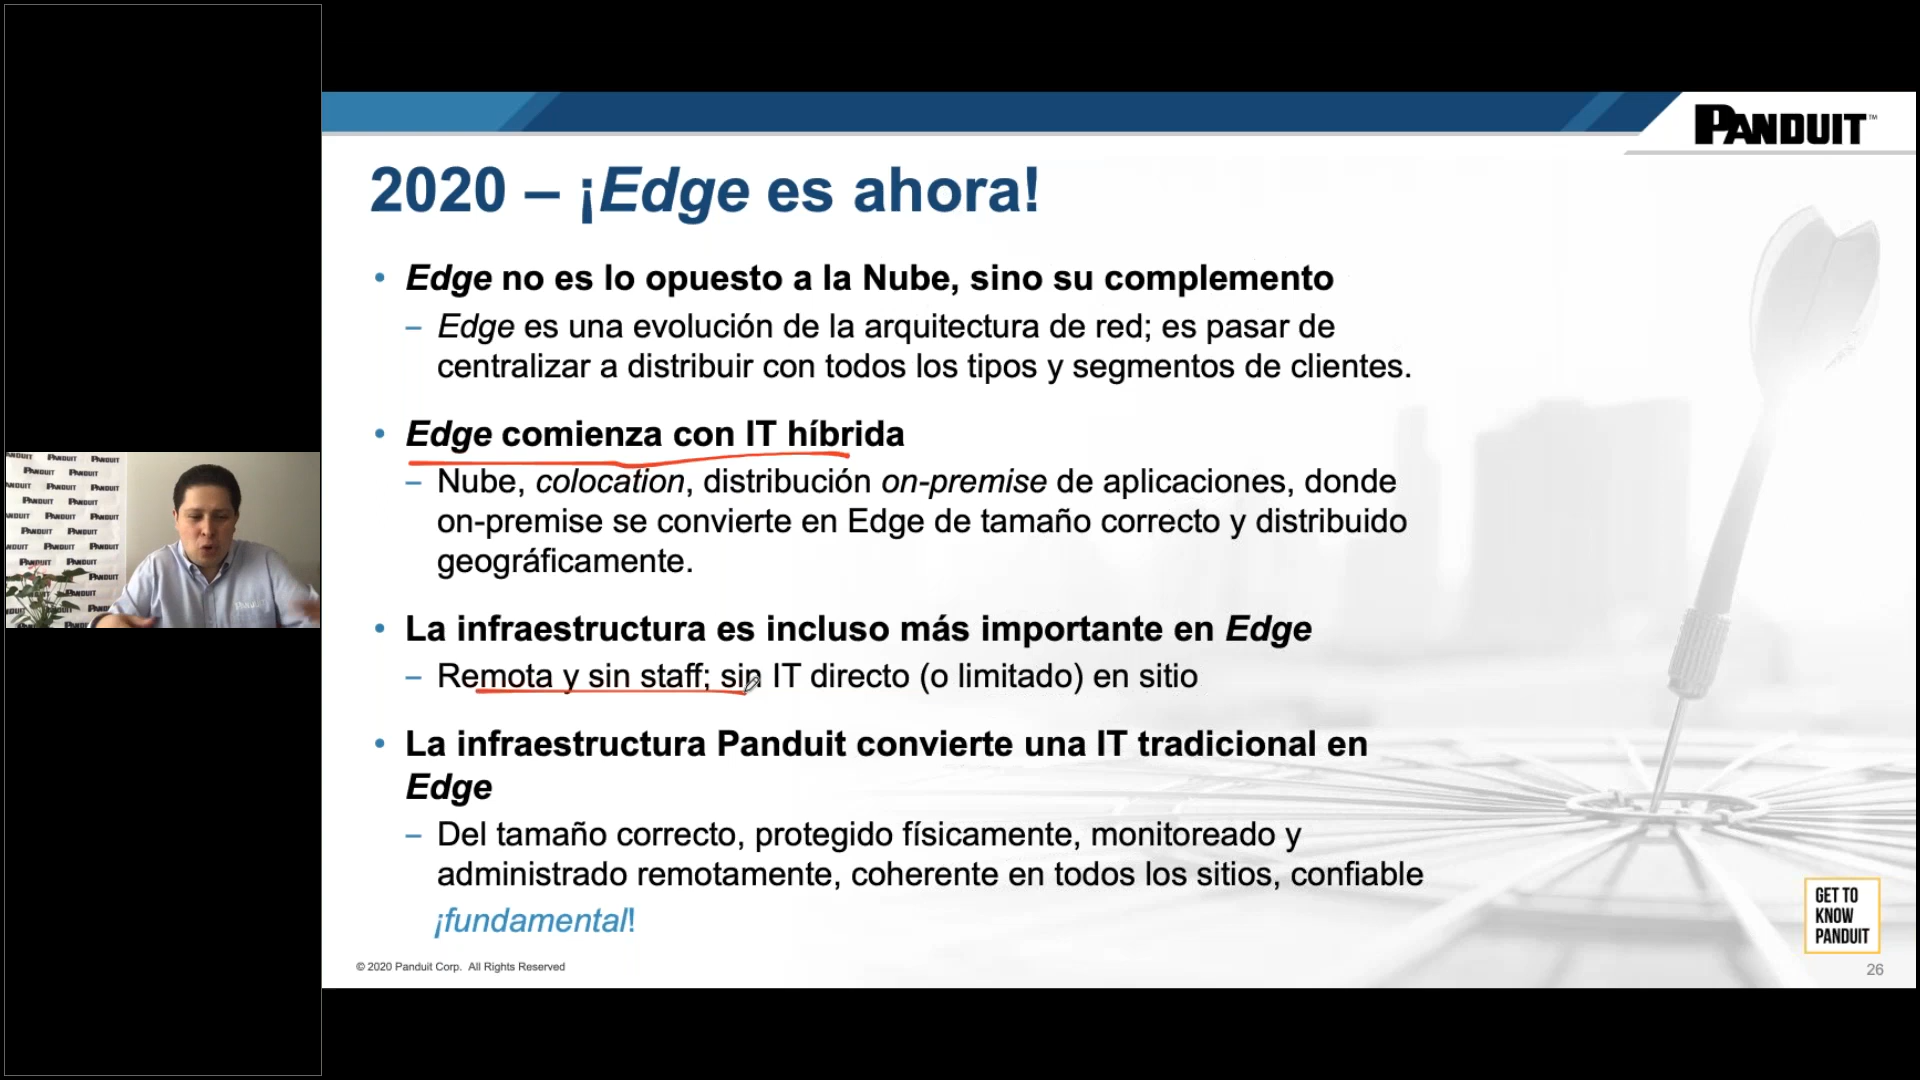 PANDUIT™
2020 – ¡Edge es ahora!
• Edge no es lo opuesto a la Nube, sino su complemento
– Edge es una evolución de la arquitectura de red; es pasar de
centralizar a distribuir con todos los tipos y segmentos de clientes.
• Edge comienza con IT híbrida
– Nube, colocation, distribución on-premise de aplicaciones, donde
on-premise se convierte en Edge de tamaño correcto y distribuido
geográficamente.
• La infraestructura es incluso más importante en Edge
– Remota y sin staff; sin IT directo (o limitado) en sitio
• La infraestructura Panduit convierte una IT tradicional en
Edge
– Del tamaño correcto, protegido físicamente, monitoreado y
administrado remotamente, coherente en todos los sitios, confiable
¡fundamental!
GET TO
KNOW
PANDUIT
© 2020 Panduit Corp. All Rights Reserved
26